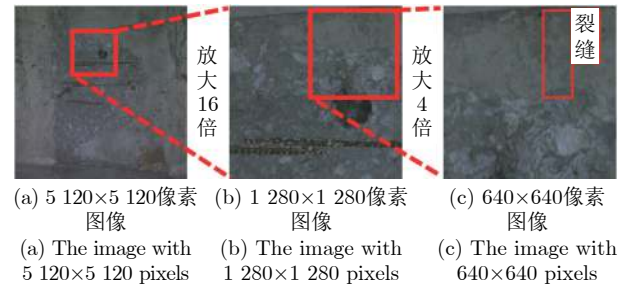 放
大
16
倍
放
大
4
倍
裂
缝
(a) 5 120×5 120像素
图像
(a) The image with
5 120×5 120 pixels
(b) 1 280×1 280像素
图像
(b) The image with
1 280×1 280 pixels
(c) 640×640像素
图像
(c) The image with
640×640 pixels